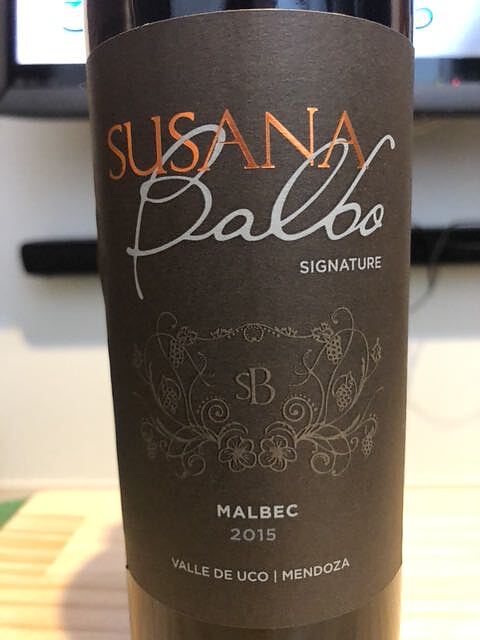 SUSANA
Balbo
SIGNATURE
SB
MALBEC
2015
VALLE DE UCO | MENDOZA